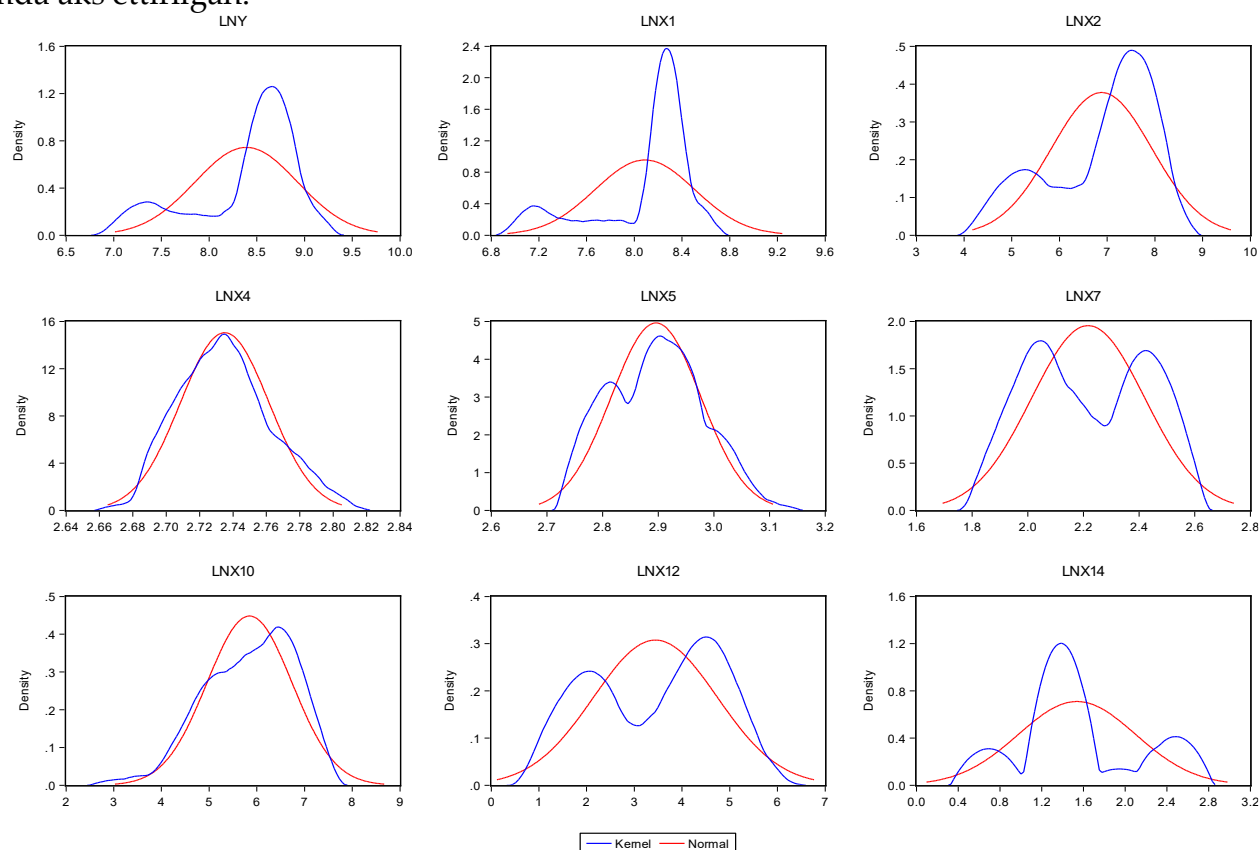 aks ettirilgan.
LNY LNX1 LNX2
Density 0.0 0.4 0.8 1.2 1.6
6.5 7.0 7.5 8.0 8.5 9.0 9.5 10.0
Density 0.0 0.4 0.8 1.2 1.6 2.0 2.4
6.8 7.2 7.6 8.0 8.4 8.8 9.2 9.6
Density .0 .1 .2 .3 .4 .5
3 4 5 6 7 8 9 10
LNX4 LNX5 LNX7
Density 0 4 8 12 16
2.64 2.66 2.68 2.70 2.72 2.74 2.76 2.78 2.80 2.82 2.84
Density 0 1 2 3 4 5
2.6 2.7 2.8 2.9 3.0 3.1 3.2
Density 0.0 0.5 1.0 1.5 2.0
1.6 1.8 2.0 2.2 2.4 2.6 2.8
LNX10 LNX12 LNX14
Density .0 .1 .2 .3 .4 .5
2 3 4 5 6 7 8 9
Density .0 .1 .2 .3 .4
0 1 2 3 4 5 6 7
Density 0.0 0.4 0.8 1.2 1.6
0.0 0.4 0.8 1.2 1.6 2.0 2.4 2.8 3.2
Kernel Normal